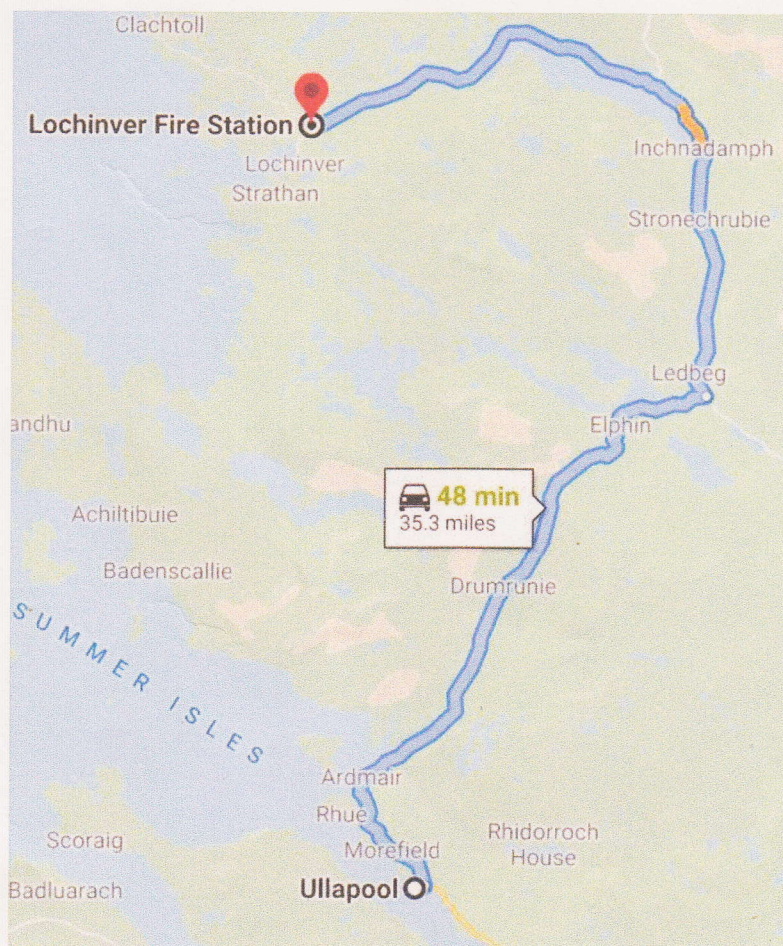 Clachtoll
Lochinver Fire Station
Lochinver
Strathan
Inchnadamph
Stronechrubie
Ledbeg
Elphin
andhu
48 min
35.3 miles
Achiltibuie
Badenscallie
Drumrunie
SUMMER ISLES
Ardmair
Rhue
Morefield
Rhidorroch
House
Scoraig
Ullapool
Badluarach